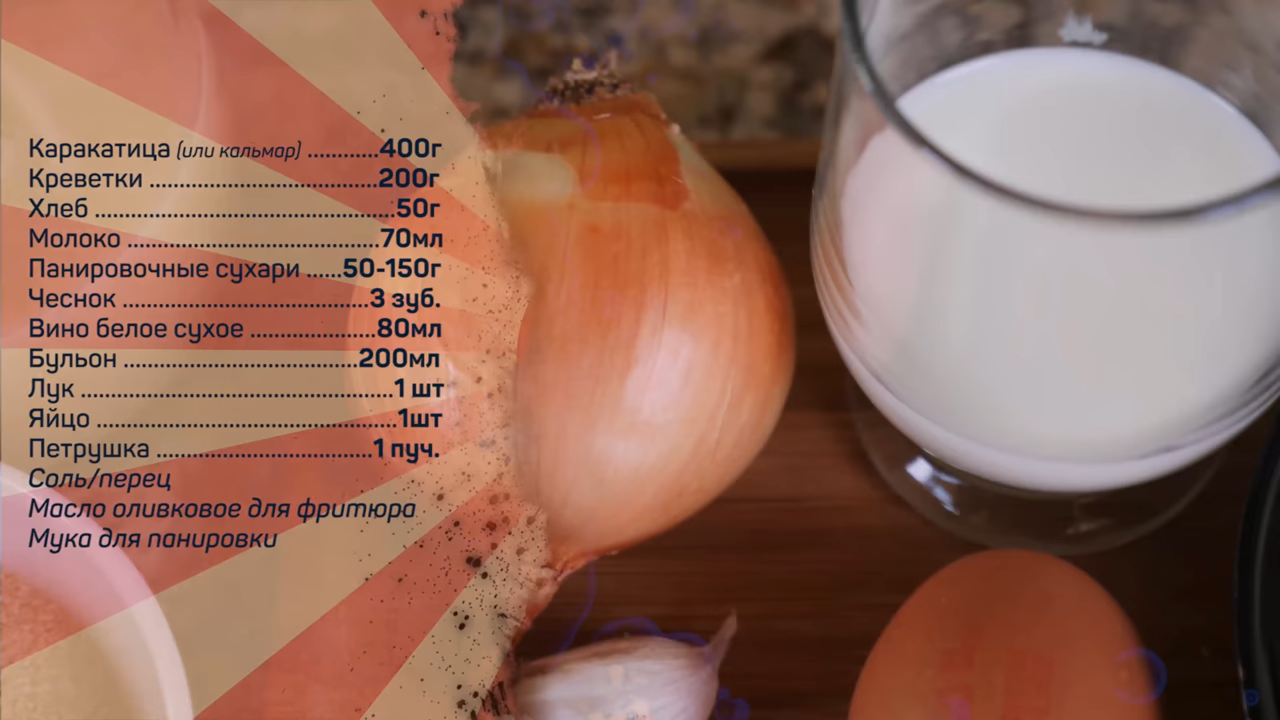 Каракатица (или кальмар) ............400г
Креветки .......................................200г
Хлеб ...................................................50г
Молоко ...........................................70мл
Панировочные сухари ......50-150г
Чеснок ..........................................3 зуб.
Вино белое сухое .....................80мл
Бульон ........................................200мл
Лук .....................................................1 шт
Яйцо ...................................................1шт
Петрушка ......................1 пуч.
Соль/перец
Масло оливковое для фритюра
Мука для панировки